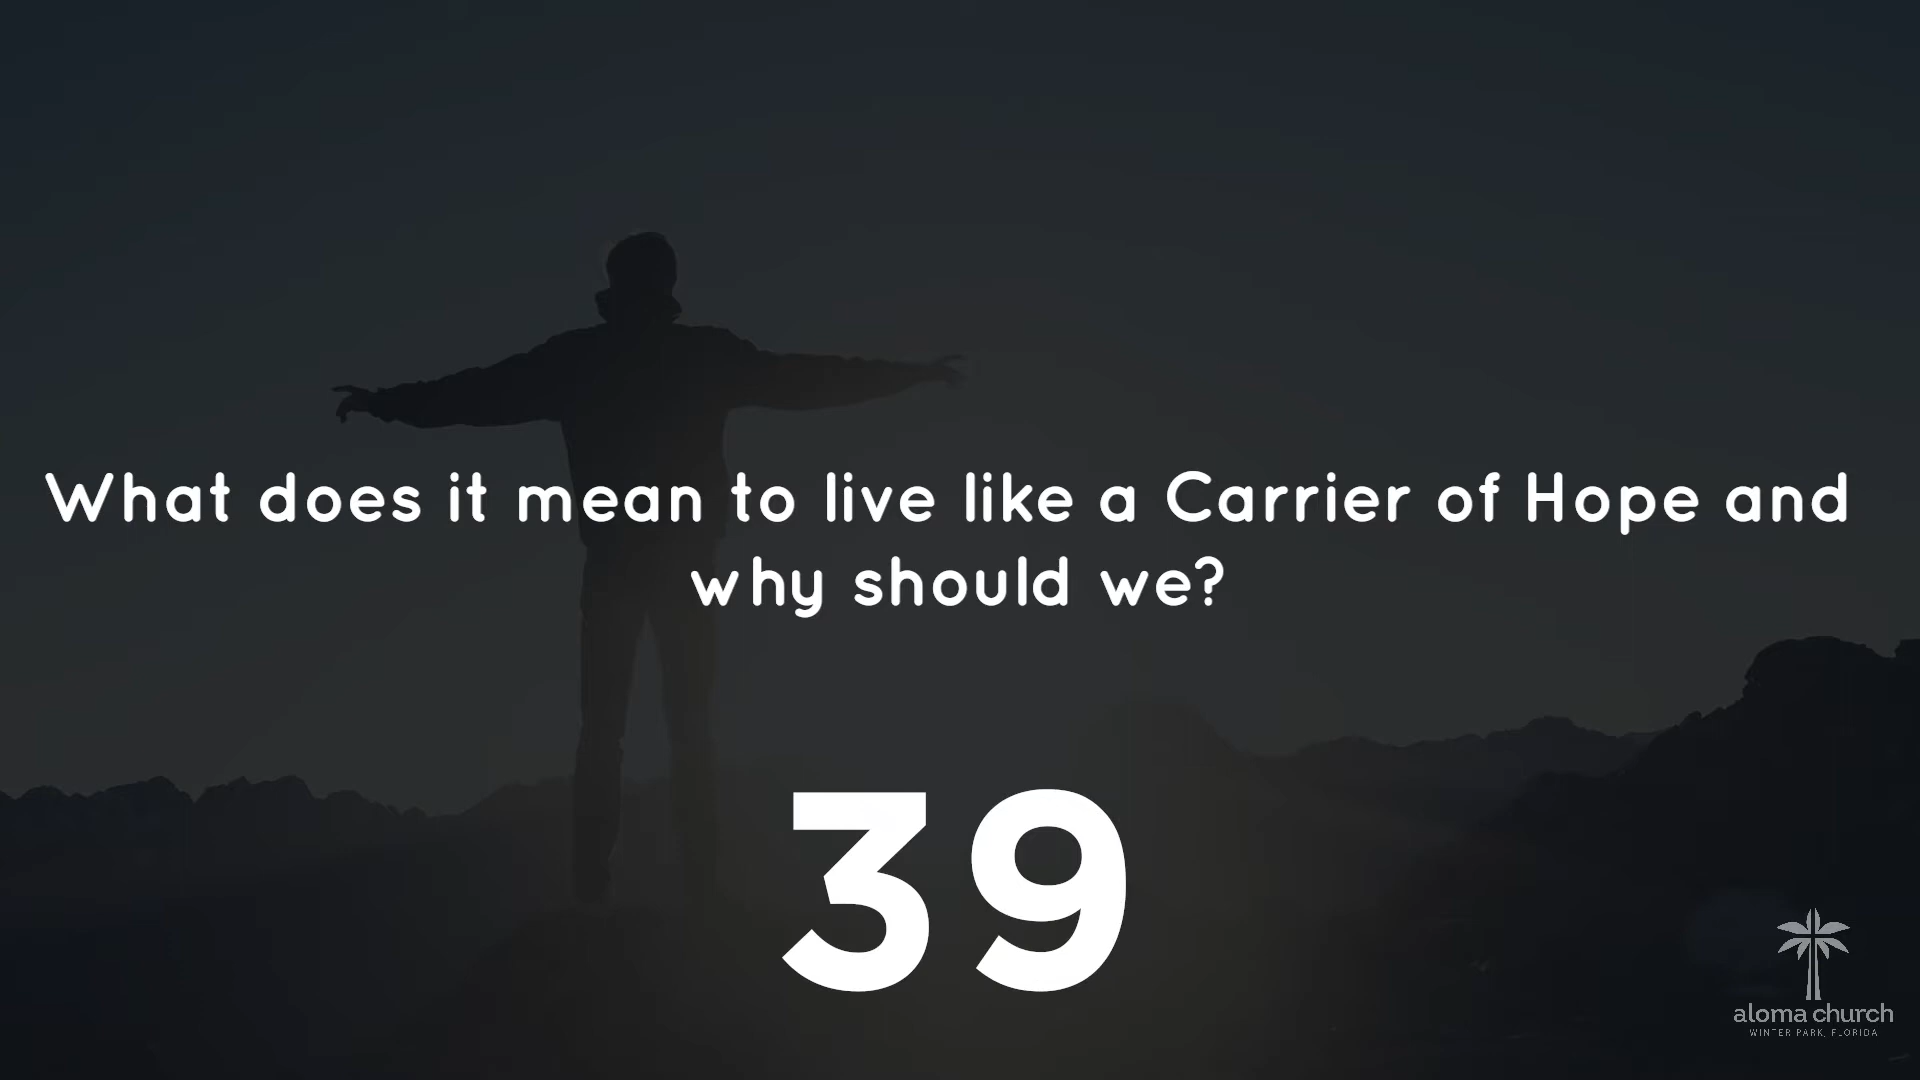 What does it mean to live like a Carrier of Hope and
why should we?
39
aloma church
WINTER PARK, FLORIDA